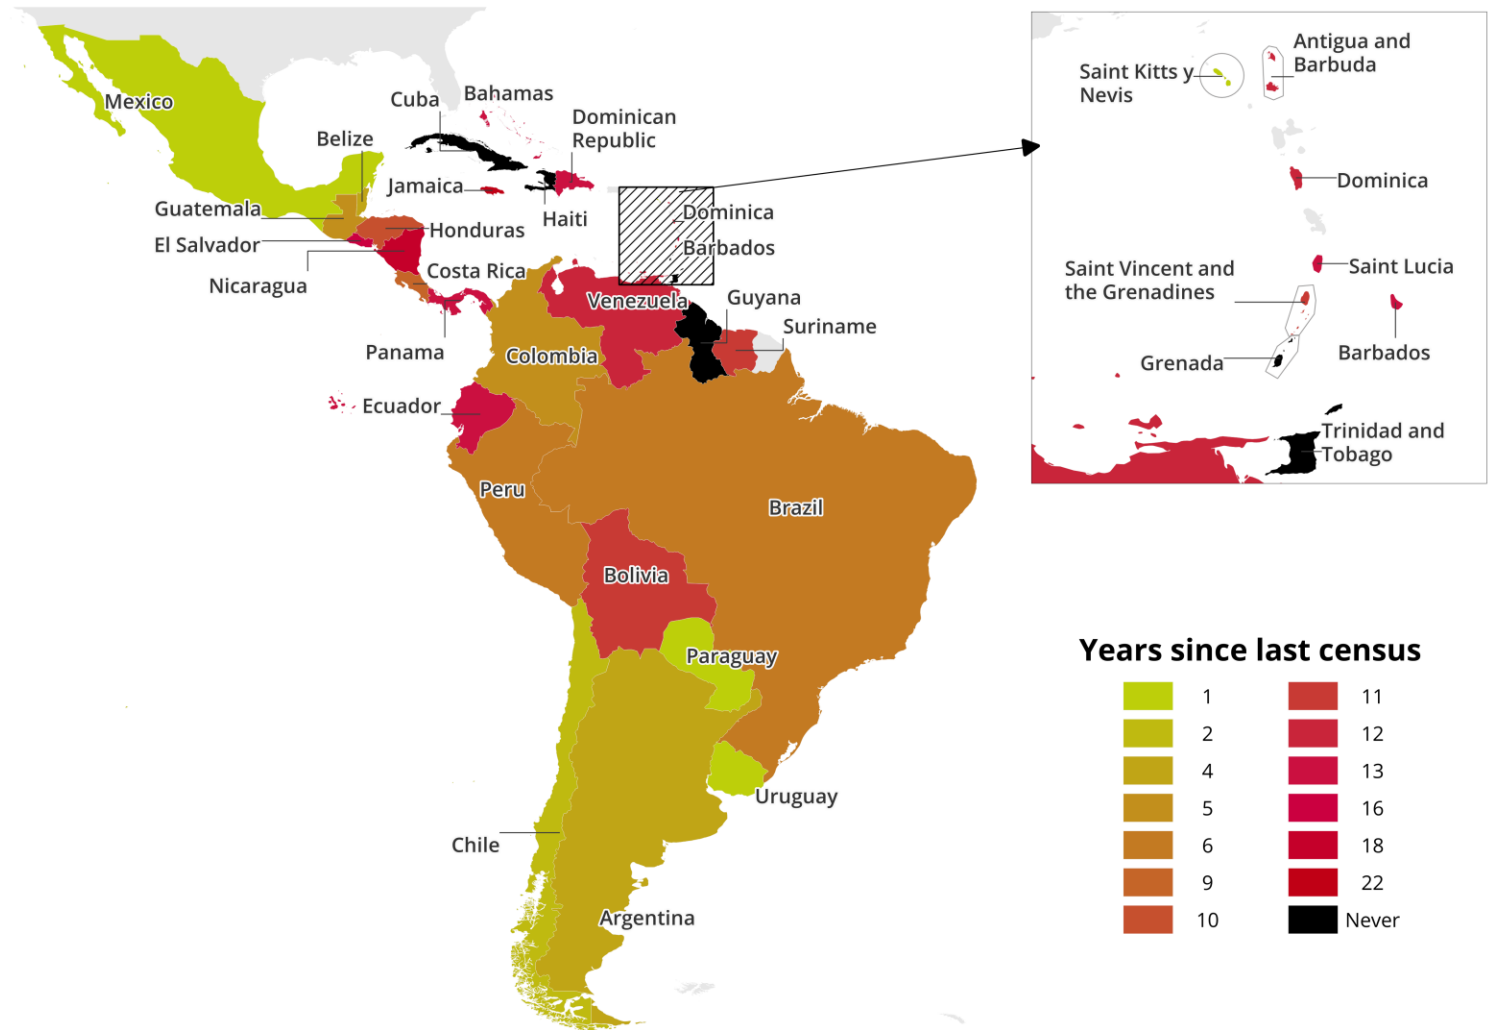 Mexico
Cuba
Bahamas
Dominican
Republic
Belize
Jamaica
Haiti
Guatemala
Honduras
El Salvador
Nicaragua
Costa Rica
Panama
Dominica
Barbados
Venezuela
Guyana
Suriname
Colombia
Ecuador
Peru
Brazil
Bolivia
Paraguay
Uruguay
Chile
Argentina
Antigua and
Barbuda
Saint Kitts y
Nevis
Dominica
Saint Lucia
Saint Vincent and
the Grenadines
Barbados
Grenada
Trinidad and
Tobago
Years since last census
1
2
4
5
6
9
10
11
12
13
16
18
22
Never